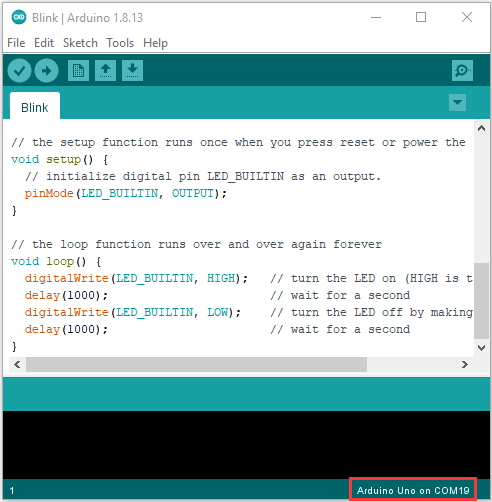 Blink | Arduino 1.8.13
File Edit Sketch Tools Help
Blink
// the setup function runs once when you press reset or power the
void setup() {
  // initialize digital pin LED_BUILTIN as an output.
  pinMode(LED_BUILTIN, OUTPUT);
}
// the loop function runs over and over again forever
void loop() {
  digitalWrite(LED_BUILTIN, HIGH);   // turn the LED on (HIGH is t
  delay(1000);                       // wait for a second
  digitalWrite(LED_BUILTIN, LOW);    // turn the LED off by making
  delay(1000);                       // wait for a second
}
1 Arduino Uno on COM19